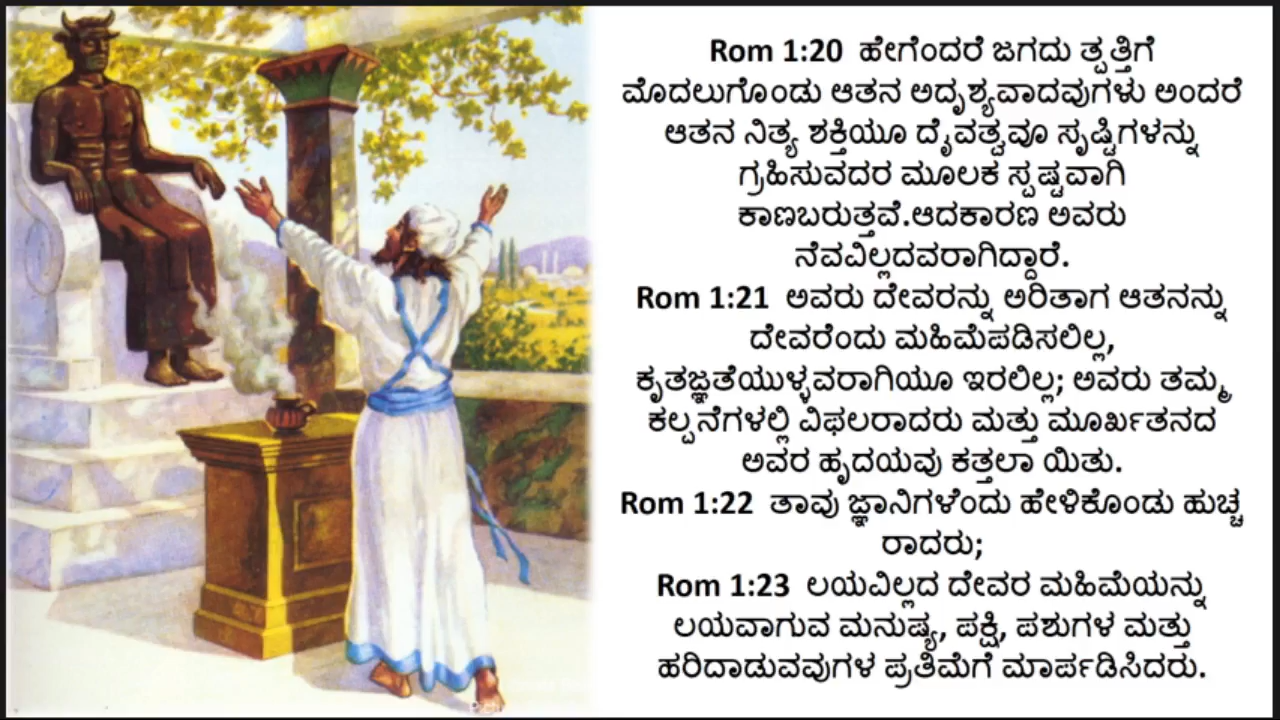 Rom 1:20 ಹೇಗೆಂದರೆ ಜಗದು ತ್ಪತ್ತಿಗೆ
ಮೊದಲುಗೊಂಡು ಆತನ ಅದೃಶ್ಯವಾದವುಗಳು ಅಂದರೆ
ಆತನ ನಿತ್ಯ ಶಕ್ತಿಯೂ ದೈವತ್ವವೂ ಸೃಷ್ಟಿಗಳನ್ನು
ಗ್ರಹಿಸುವದರ ಮೂಲಕ ಸ್ಪಷ್ಟವಾಗಿ
ಕಾಣಬರುತ್ತವೆ.ಆದಕಾರಣ ಅವರು
ನೆವವಿಲ್ಲದವರಾಗಿದ್ದಾರೆ.
Rom 1:21 ಅವರು ದೇವರನ್ನು ಅರಿತಾಗ ಆತನನ್ನು
ದೇವರೆಂದು ಮಹಿಮೆಪಡಿಸಲಿಲ್ಲ,
ಕೃತಜ್ಞತೆಯುಳ್ಳವರಾಗಿಯೂ ಇರಲಿಲ್ಲ; ಅವರು ತಮ್ಮ
ಕಲ್ಪನೆಗಳಲ್ಲಿ ವಿಫಲರಾದರು ಮತ್ತು ಮೂರ್ಖತನದ
ಅವರ ಹೃದಯವು ಕತ್ತಲಾ ಯಿತು.
Rom 1:22 ತಾವು ಜ್ಞಾನಿಗಳೆಂದು ಹೇಳಿಕೊಂಡು ಹುಚ್ಚ
ರಾದರು;
Rom 1:23 ಲಯವಿಲ್ಲದ ದೇವರ ಮಹಿಮೆಯನ್ನು
ಲಯವಾಗುವ ಮನುಷ್ಯ, ಪಕ್ಷಿ, ಪಶುಗಳ ಮತ್ತು
ಹರಿದಾಡುವವುಗಳ ಪ್ರತಿಮೆಗೆ ಮಾರ್ಪಡಿಸಿದರು.